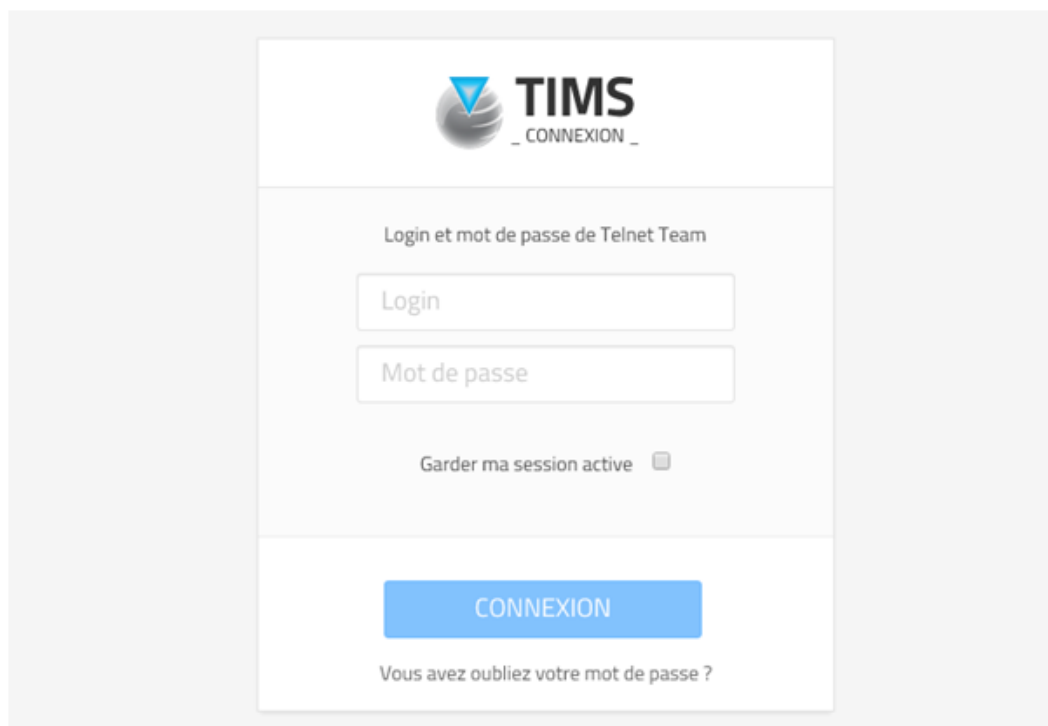 TIMS
_ CONNEXION _
Login et mot de passe de Telnet Team
Login
Mot de passe
Garder ma session active
CONNEXION
Vous avez oubliez votre mot de passe ?